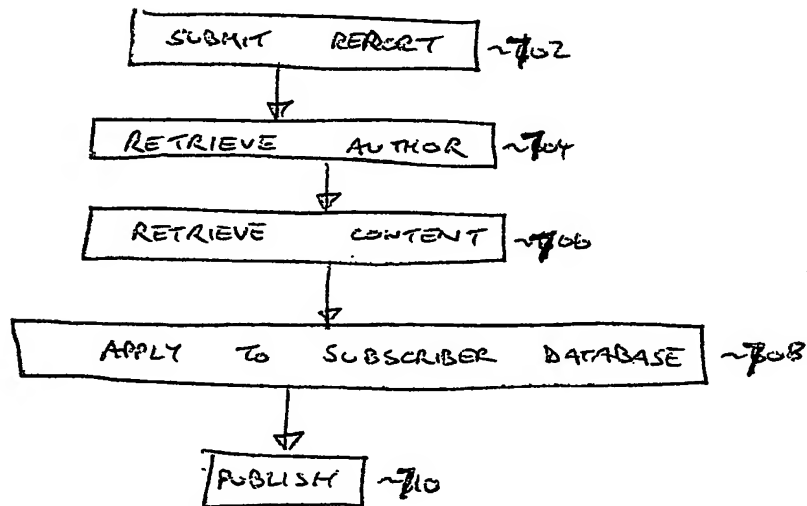 SUBMIT REPORT ~702
RETRIEVE AUTHOR ~704
RETRIEVE CONTENT ~706
APPLY TO SUBSCRIBER DATABASE ~708
PUBLISH ~710